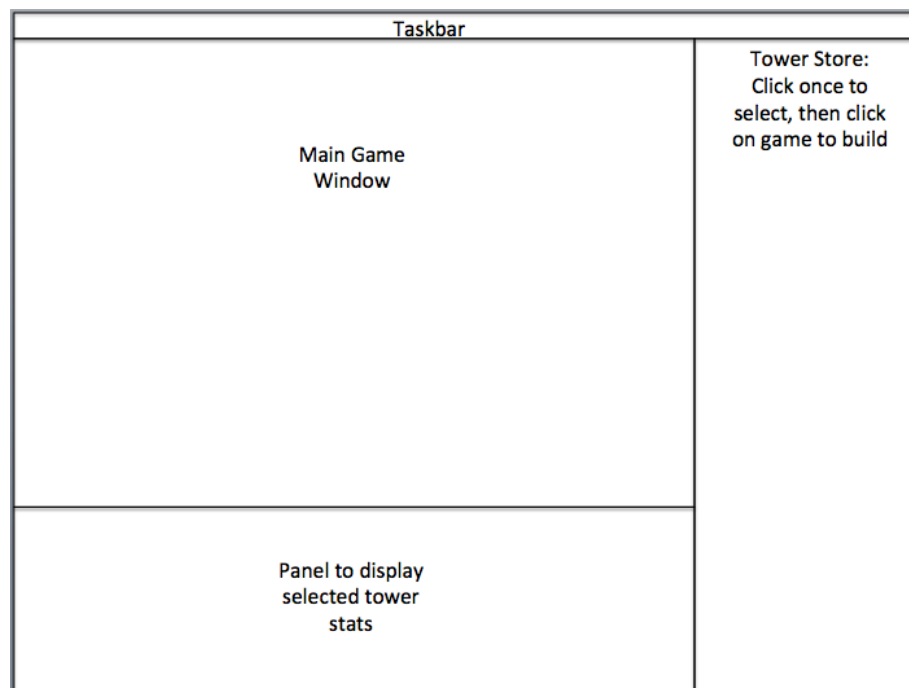 Taskbar
Tower Store:
Click once to
select, then click
on game to build
Main Game
Window
Panel to display
selected tower
stats